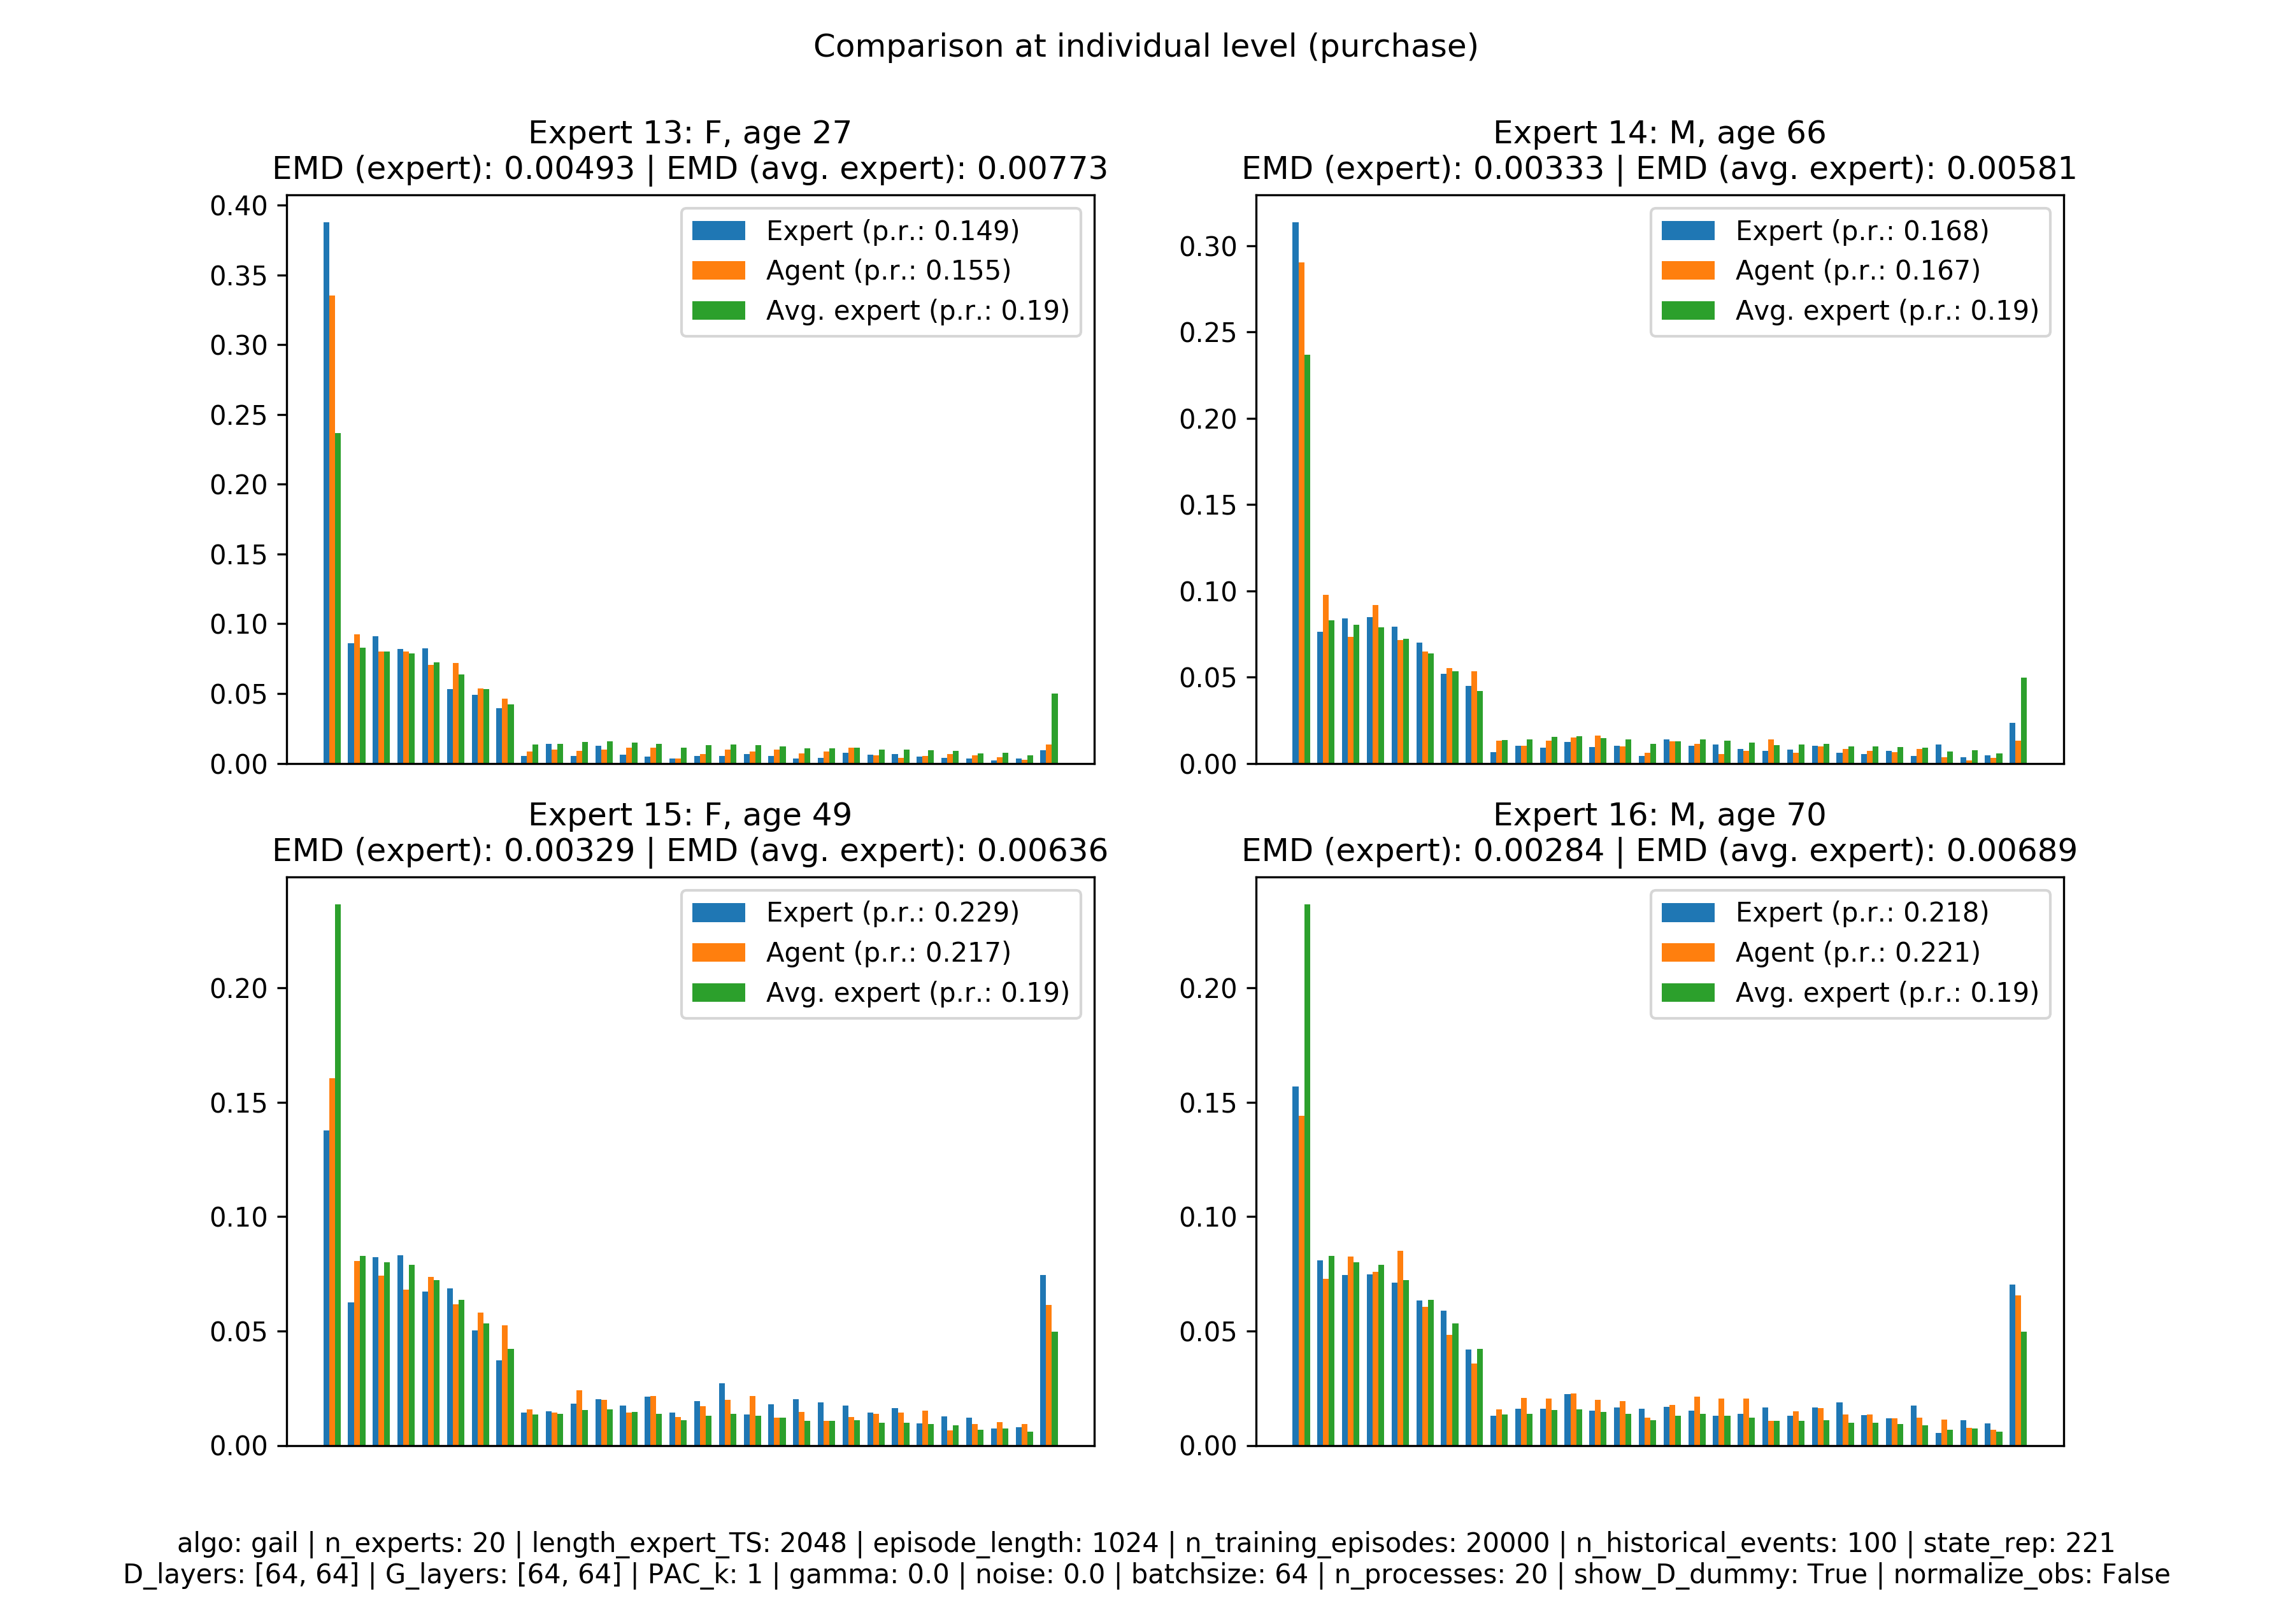 Comparison at individual level (purchase)
Expert 13: F, age 27
EMD (expert): 0.00493 | EMD (avg. expert): 0.00773
0.40
0.35
0.30
0.25
0.20
0.15
0.10
0.05
0.00
Expert (p.r.: 0.149)
Agent (p.r.: 0.155)
Avg. expert (p.r.: 0.19)
Expert 14: M, age 66
EMD (expert): 0.00333 | EMD (avg. expert): 0.00581
0.30
0.25
0.20
0.15
0.10
0.05
0.00
Expert (p.r.: 0.168)
Agent (p.r.: 0.167)
Avg. expert (p.r.: 0.19)
Expert 15: F, age 49
EMD (expert): 0.00329 | EMD (avg. expert): 0.00636
0.20
0.15
0.10
0.05
0.00
Expert (p.r.: 0.229)
Agent (p.r.: 0.217)
Avg. expert (p.r.: 0.19)
Expert 16: M, age 70
EMD (expert): 0.00284 | EMD (avg. expert): 0.00689
0.20
0.15
0.10
0.05
0.00
Expert (p.r.: 0.218)
Agent (p.r.: 0.221)
Avg. expert (p.r.: 0.19)
algo: gail | n_experts: 20 | length_expert_TS: 2048 | episode_length: 1024 | n_training_episodes: 20000 | n_historical_events: 100 | state_rep: 221
D_layers: [64, 64] | G_layers: [64, 64] | PAC_k: 1 | gamma: 0.0 | noise: 0.0 | batchsize: 64 | n_processes: 20 | show_D_dummy: True | normalize_obs: False